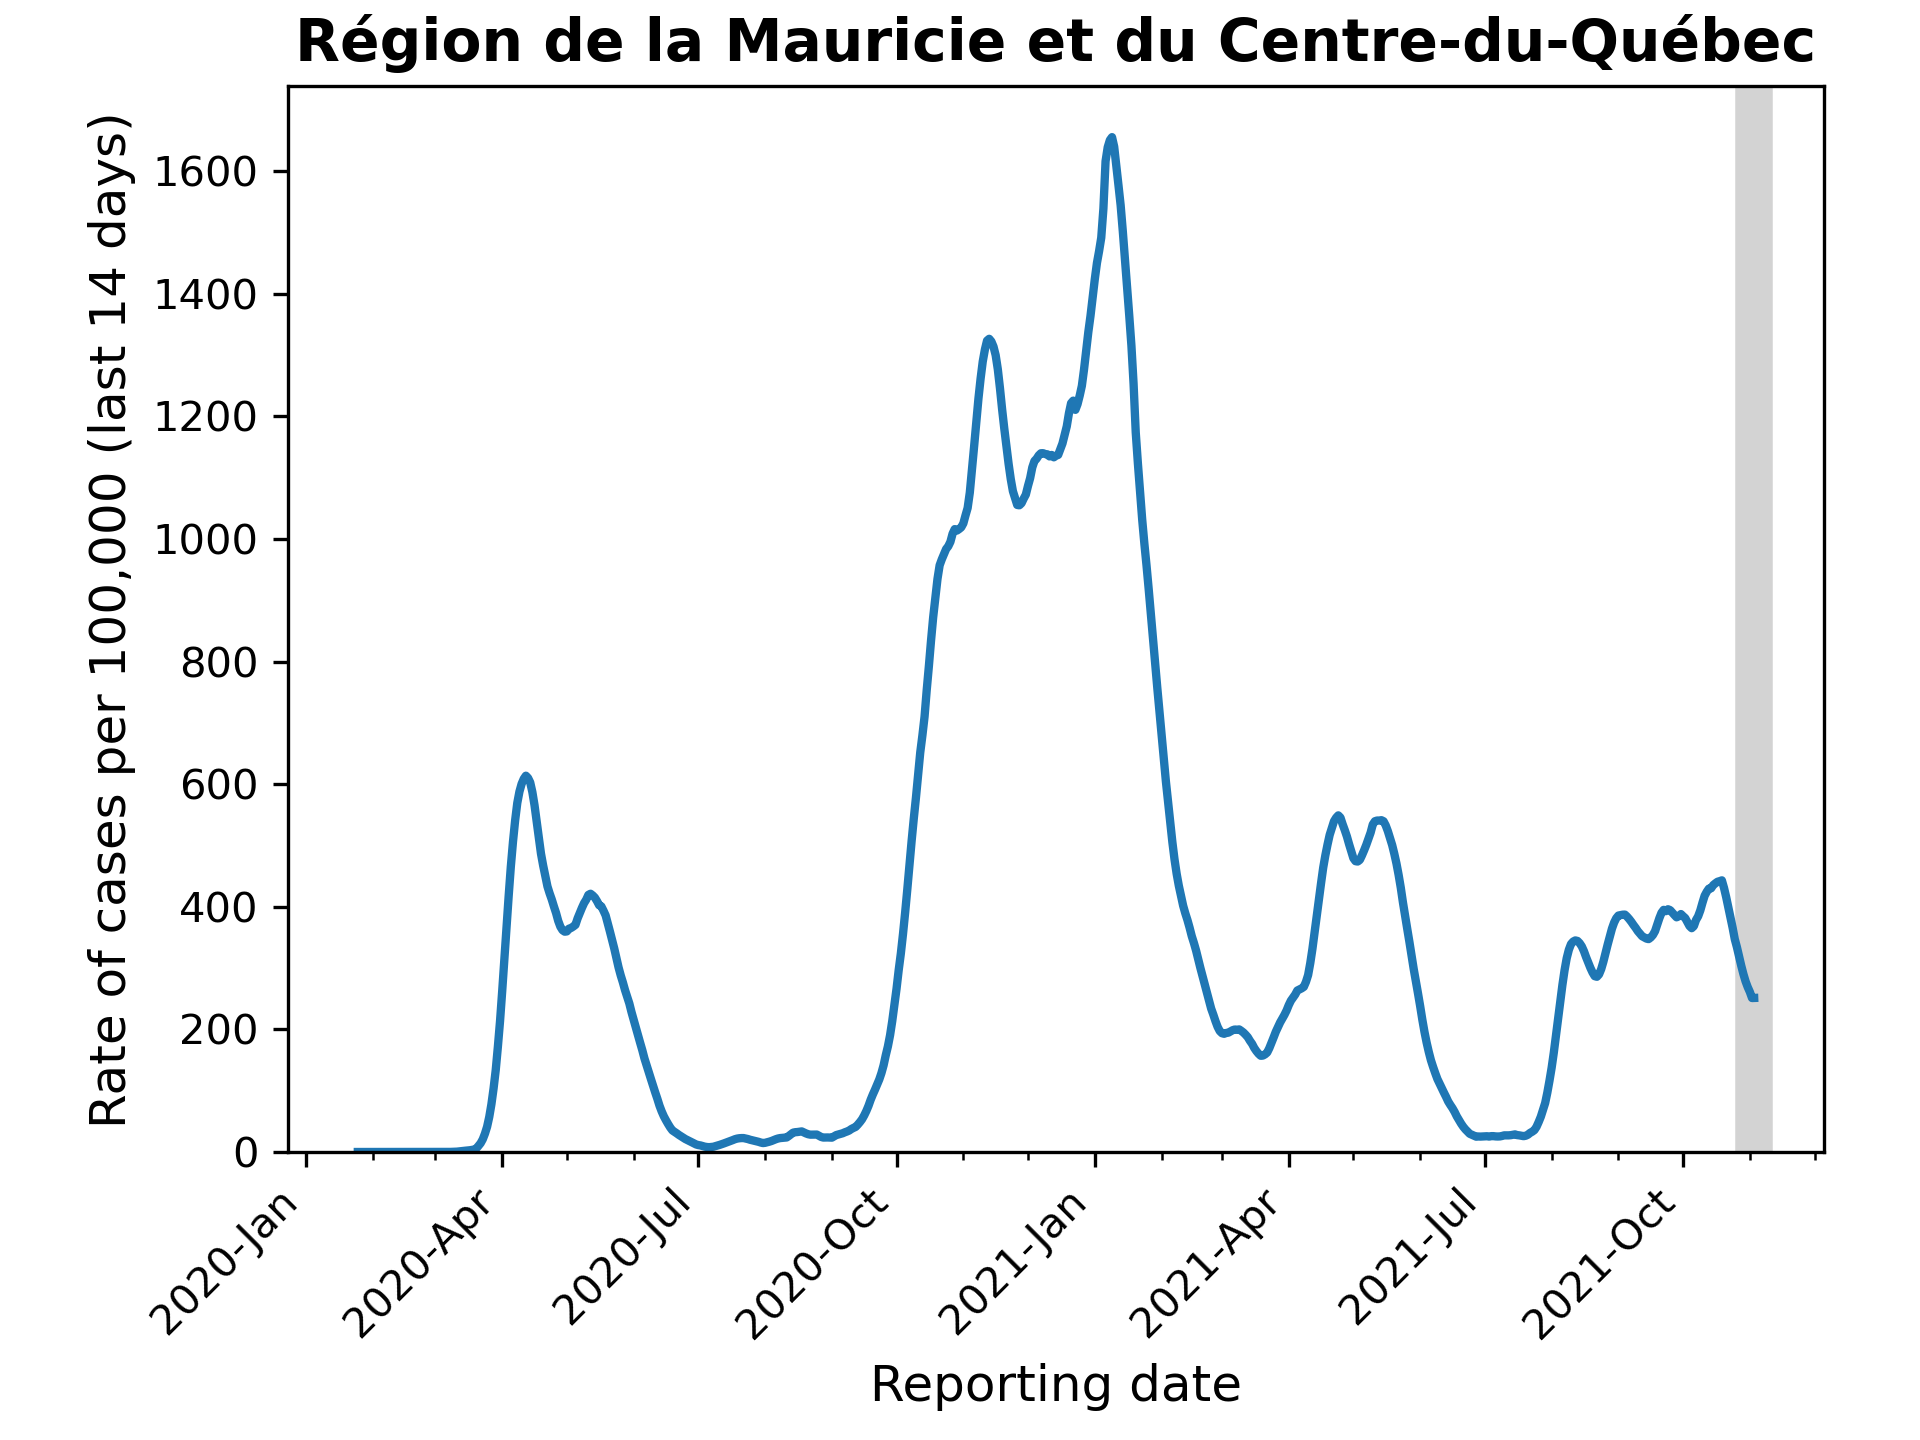 Région de la Mauricie et du Centre-du-Québec
Rate of cases per 100,000 (last 14 days)
1600
1400
1200
1000
800
600
400
200
0
2020-Jan
2020-Apr
2020-Jul
2020-Oct
2021-Jan
2021-Apr
2021-Jul
2021-Oct
Reporting date